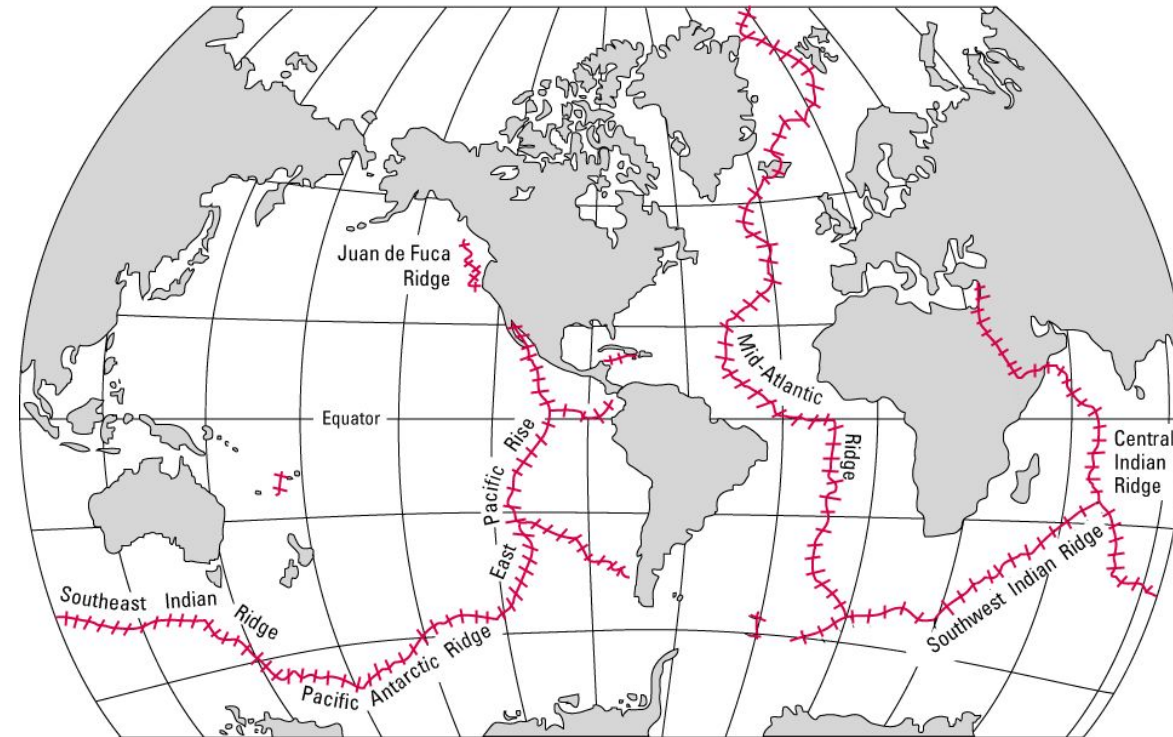 Juan de Fuca
Ridge
Mid-Atlantic
Ridge
Equator
East Pacific Rise
Central
Indian
Ridge
Southeast Indian Ridge
Pacific Antarctic Ridge
Southwest Indian Ridge